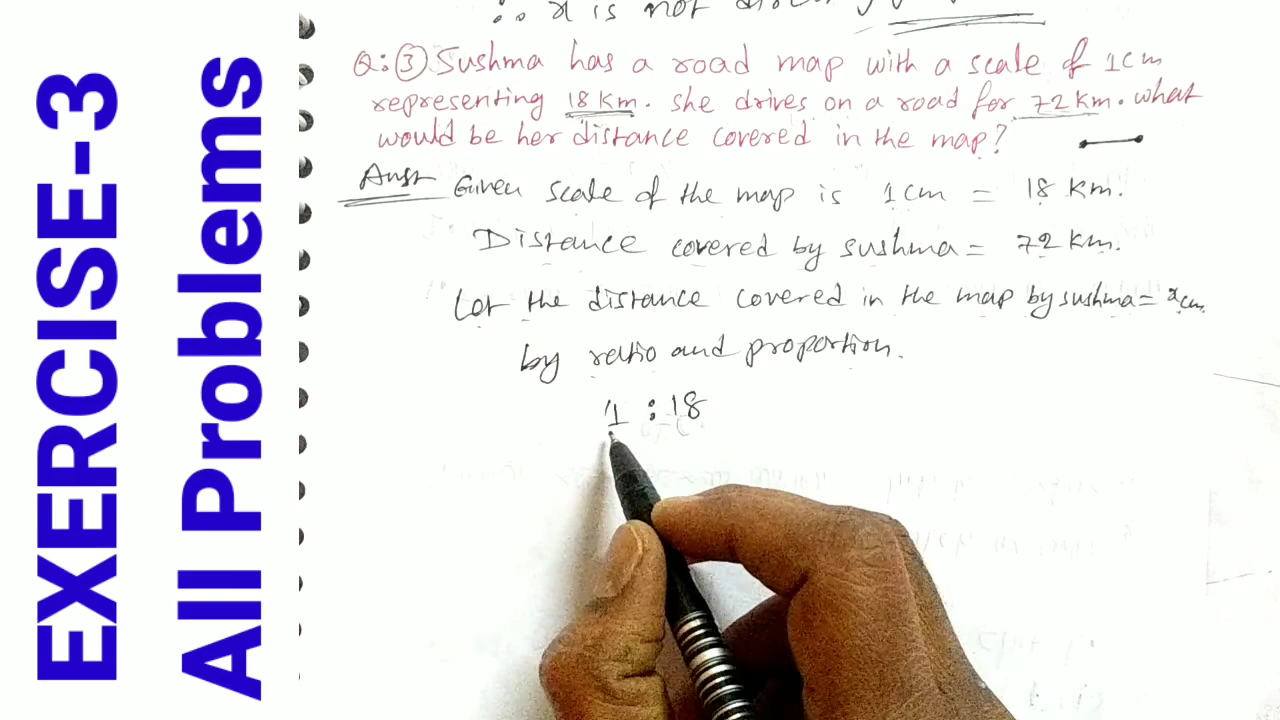 EXERCISE-3
All Problems
∴ x is not
Q:③ Sushma has a road map with a scale of 1cm
representing 18 Km. she drives on a road for 72 km. what
would be her distance covered in the map?
Ans: Given scale of the map is 1cm = 18 Km.
Distance covered by sushma = 72 Km.
Let the distance covered in the map by sushma = x cm.
by ratio and proportion.
1 : 18